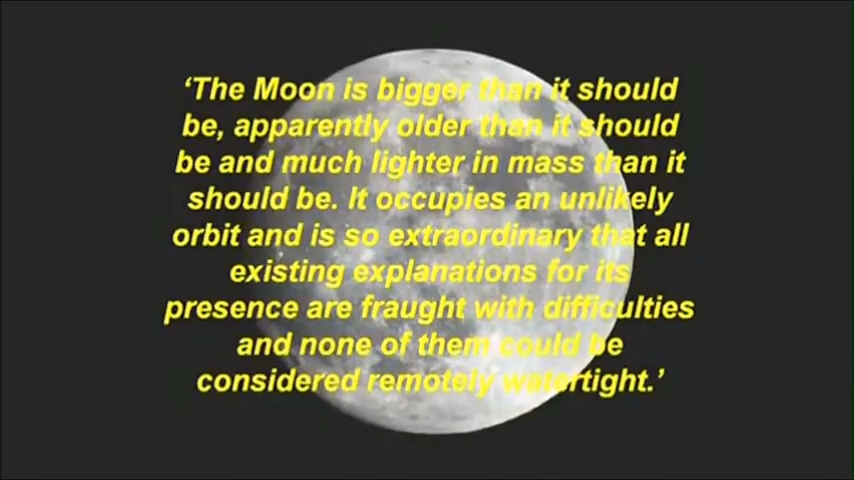 ‘The Moon is bigger than it should
be, apparently older than it should
be and much lighter in mass than it
should be. It occupies an unlikely
orbit and is so extraordinary that all
existing explanations for its
presence are fraught with difficulties
and none of them could be
considered remotely watertight.’